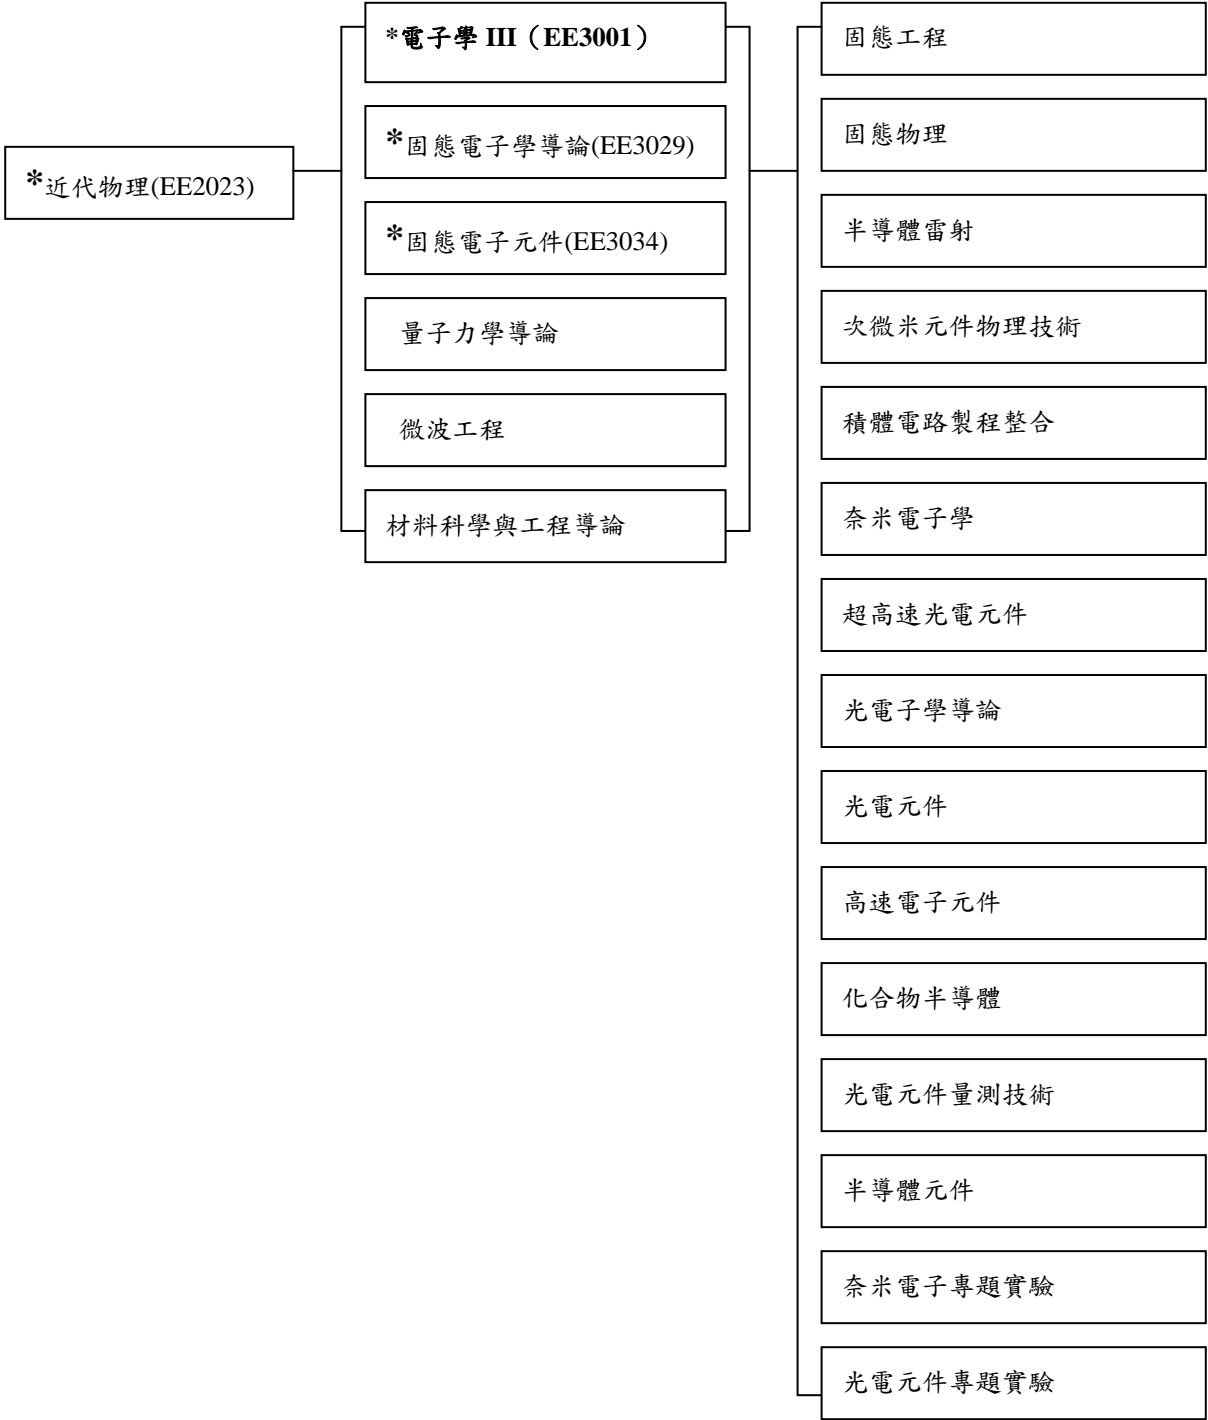 *近代物理(EE2023)
*電子學 III（EE3001）
*固態電子學導論(EE3029)
*固態電子元件(EE3034)
量子力學導論
微波工程
材料科學與工程導論
固態工程
固態物理
半導體雷射
次微米元件物理技術
積體電路製程整合
奈米電子學
超高速光電元件
光電子學導論
光電元件
高速電子元件
化合物半導體
光電元件量測技術
半導體元件
奈米電子專題實驗
光電元件專題實驗